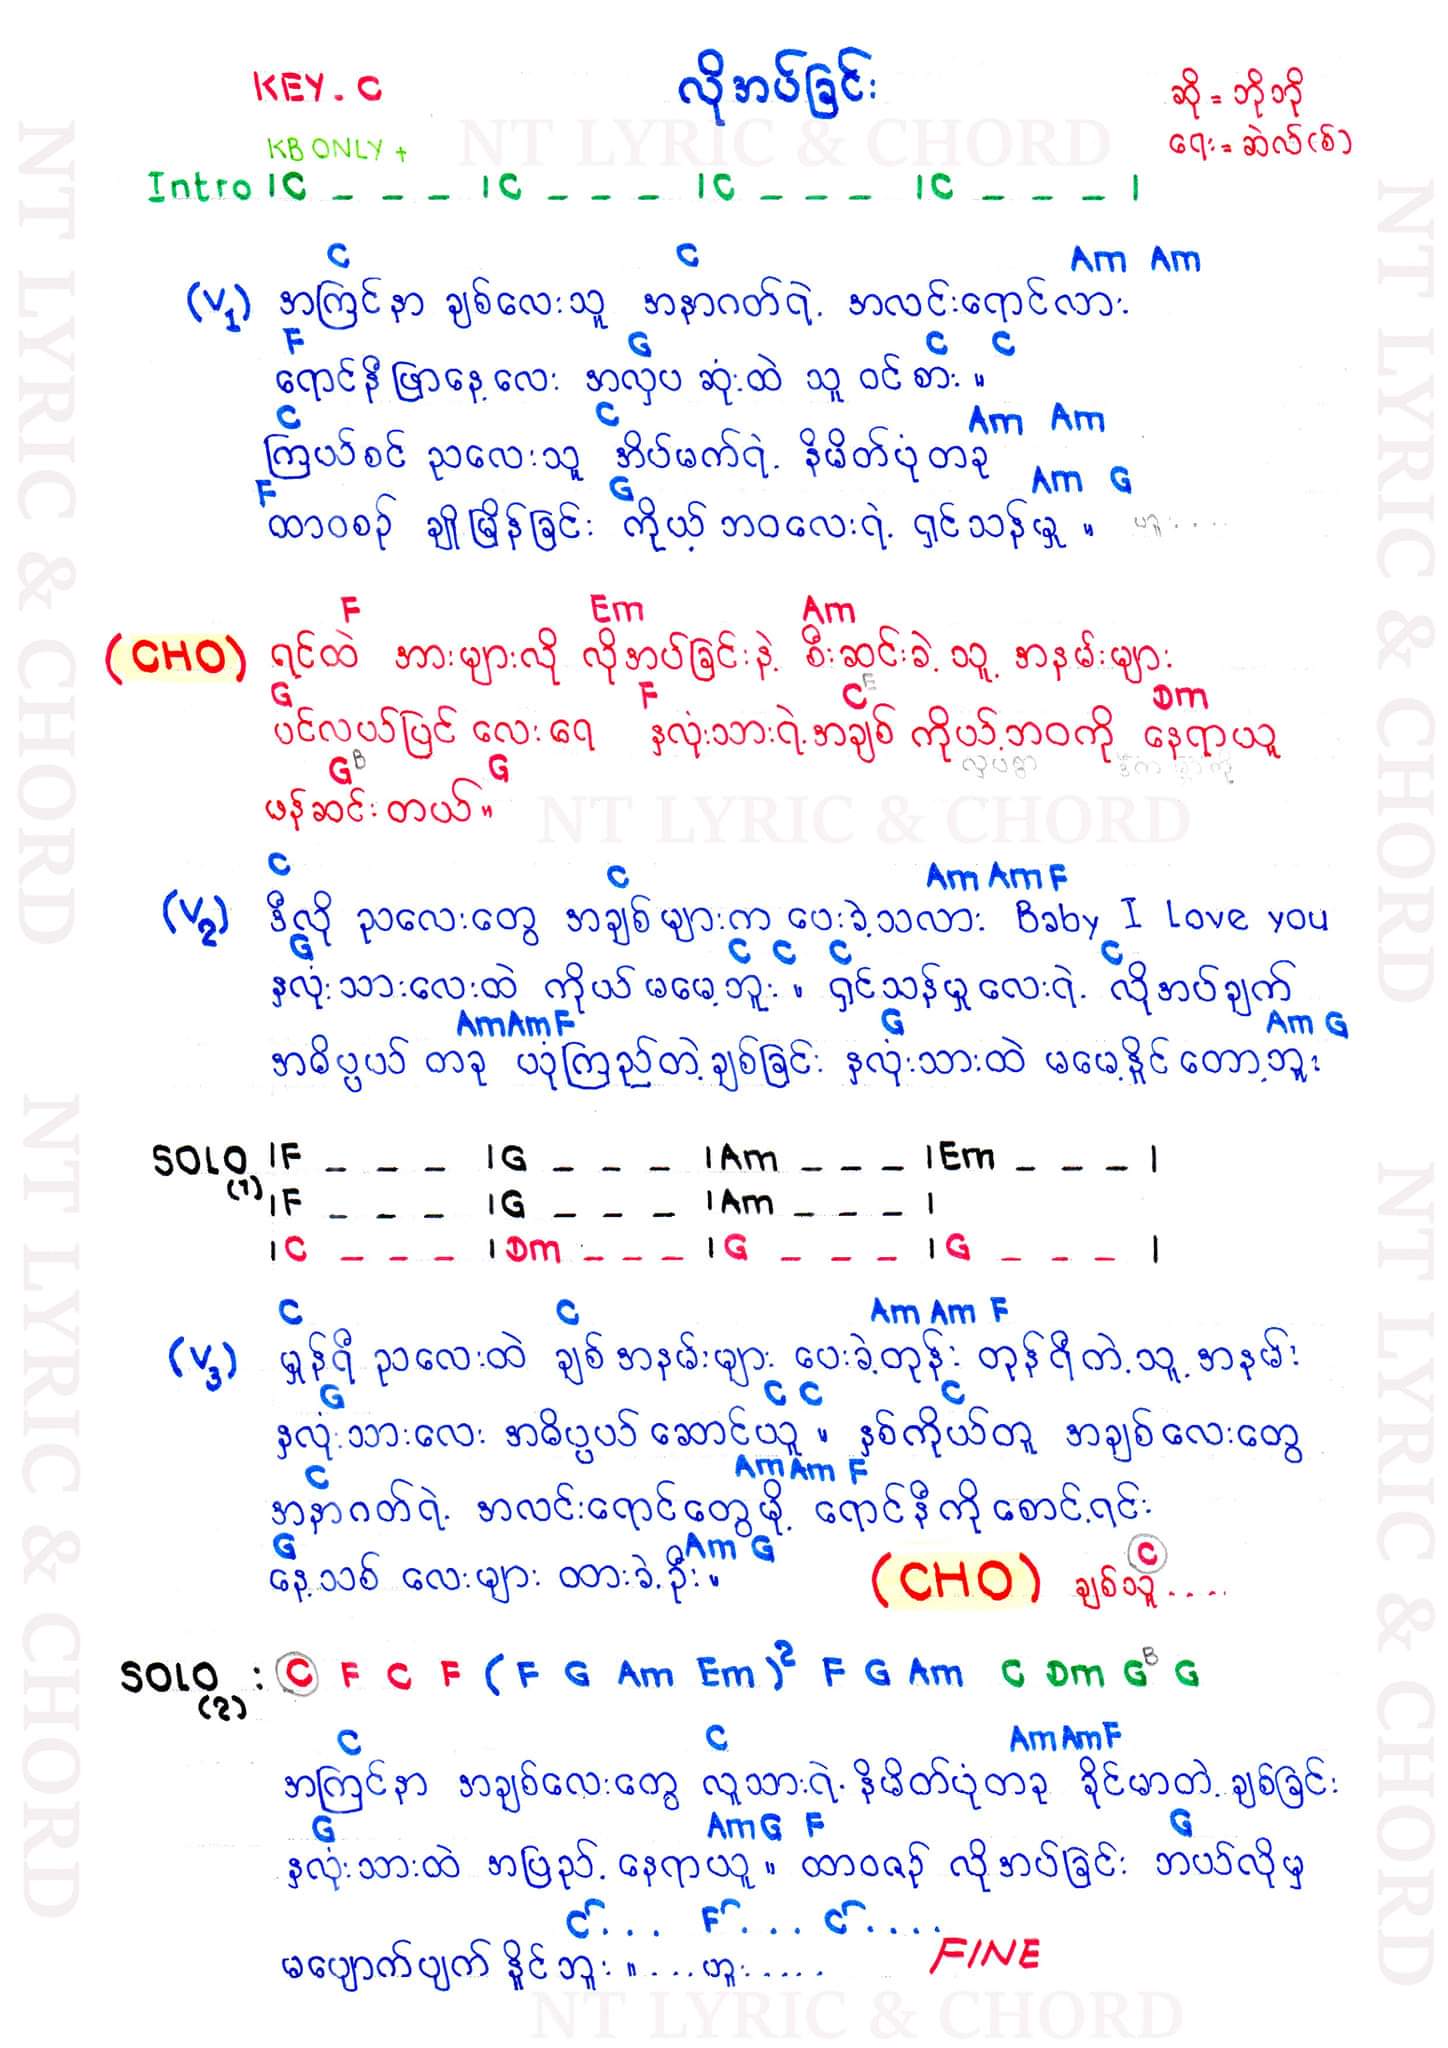 KEY . C
လိုအပ်ခြင်း
ဆို = ဘိုဘို
ရေး = ဆဲလ်(စ်)
KB ONLY +
NT LYRIC & CHORD
Intro |C _ _ _ |C _ _ _ |C _ _ _ |C _ _ _ |
C C Am Am
(V1) အကြင်နာ ချစ်လေးသူ အနာဂတ်ရဲ့ အလင်းရောင်လား
F G C C
ရောင်နီဖြာနေ့လေး အလှပဆုံးထဲ သူ ဝင်စား ။
C C Am Am
ကြယ်စင် ညလေးသူ အိပ်မက်ရဲ့ နိမိတ်ပုံတခု
F G Am G
ထာဝစဉ် ချိုမြိန်ခြင်း ကိုယ့် ဘဝလေးရဲ့ ရှင်သန်မှု ။ ဟူး....
F Em Am
(CHO) ရင်ထဲ အားများလို လိုအပ်ခြင်းနဲ့ စီးဆင်းခဲ့ သူ့ အနမ်းများ
G F C E Dm
ပင်လယ်ပြင် လေးရေ နှလုံးသားရဲ့အချစ် ကိုယ့်ဘဝကို နေရာယူ
G B G
ဖန်ဆင်းတယ်။
NT LYRIC & CHORD
C C Am Am F
(V2) ဒီလို ညလေးတွေ အချစ်များက ပေးခဲ့သလား Baby I Love you
G C C C C
နှလုံးသားလေးထဲ ကိုယ်မမေ့ဘူး ။ ရှင်သန်မှုလေးရဲ့ လိုအပ်ချက်
Am Am F G Am G
အဓိပ္ပယ် တခု ယုံကြည်တဲ့ချစ်ခြင်း နှလုံးသားထဲ မမေ့နိူင်တော့ဘူး
SOLO (1) |F _ _ _ |G _ _ _ |Am _ _ _ |Em _ _ _ |
|F _ _ _ |G _ _ _ |Am _ _ _ |
|C _ _ _ |Dm _ _ _ |G _ _ _ |G _ _ _ |
C C Am Am F
(V3) မှုန်ရီ ညလေးထဲ ချစ်အနမ်းများ ပေးခဲ့တုန်း တုန်ရီကဲ့သူ့ အနမ်း
G C C C
နှလုံးသားလေး အဓိပ္ပယ်ဆောင်ယူ ။ နှစ်ကိုယ်တူ အချစ်လေးတွေ
C Am Am F
အနာဂတ်ရဲ့ အလင်းရောင်တွေမို့ ရောင်နီကိုစောင့်ရင်း
G Am G C
နေ့သစ် လေးများ ထားခဲ့ဦး။ (CHO) ချစ်သူ....
SOLO (2) : C F C F (F G Am Em)2 F G Am C Dm G B G
C C Am Am F
အကြင်နာ အချစ်လေးတွေ လူသားရဲ့ နိမိတ်ပုံတခု ခိုင်မာတဲ့ ချစ်ခြင်း
G Am G F G
နှလုံးသားထဲ အပြည့် နေရာယူ။ ထာဝစဉ် လိုအပ်ခြင်း ဘယ်လိုမှ
C... F... C....
မပျောက်ပျက် နိူင်ဘူး ။....ဟူး.....
FINE
NT LYRIC & CHORD
NT LYRIC & CHORD
NT LYRIC & CHORD
NT LYRIC & CHORD
NT LYRIC & CHORD